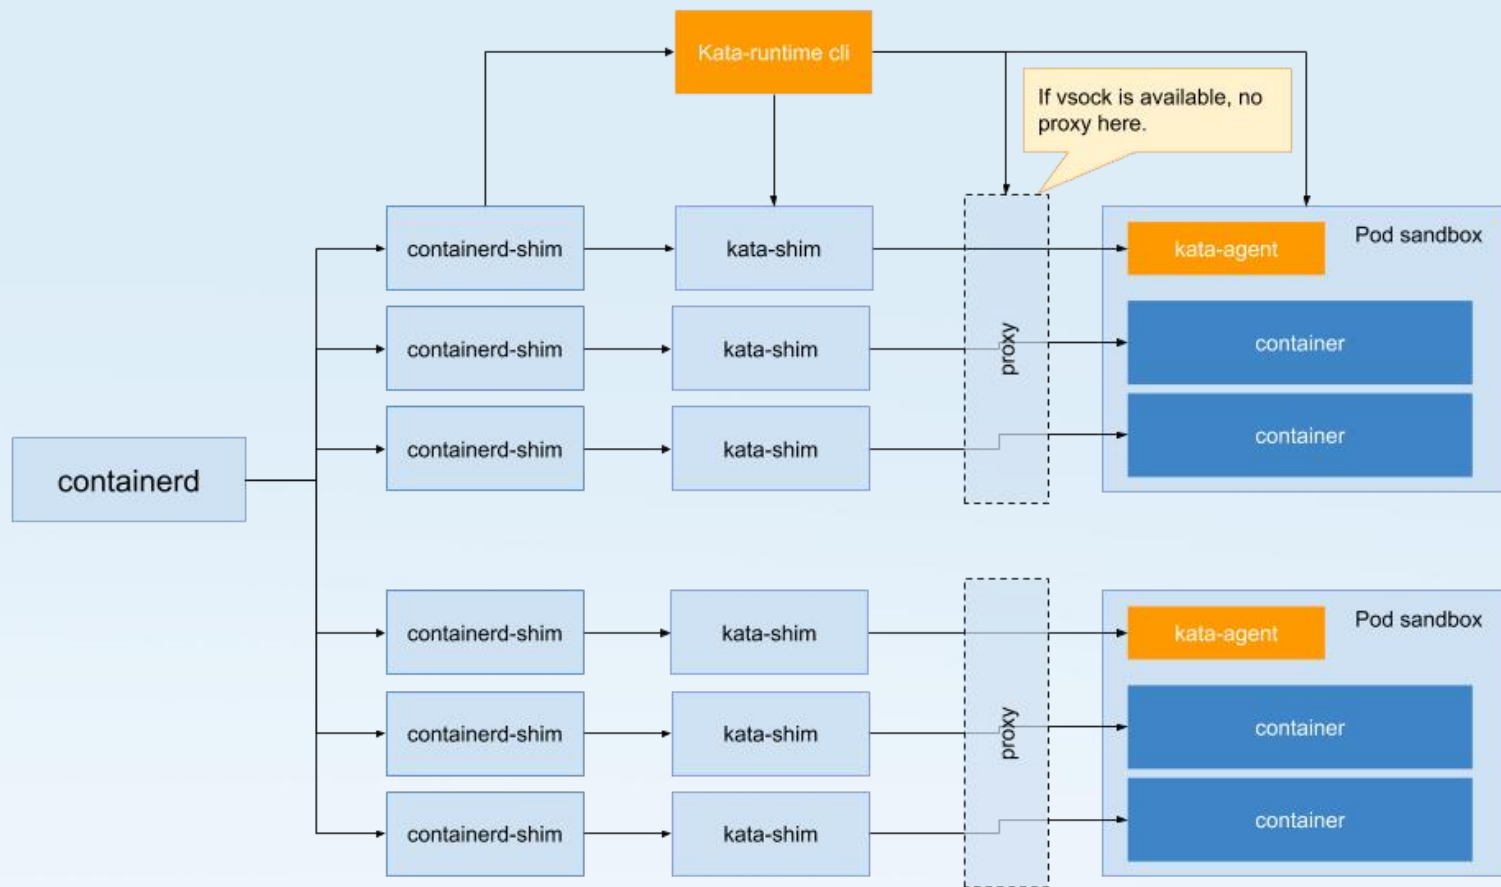 Kata-runtime cli
If vsock is available, no
proxy here.
containerd-shim
kata-shim
kata-agent
Pod sandbox
containerd-shim
kata-shim
proxy
container
containerd-shim
kata-shim
container
containerd
containerd-shim
kata-shim
kata-agent
Pod sandbox
containerd-shim
kata-shim
proxy
container
containerd-shim
kata-shim
container